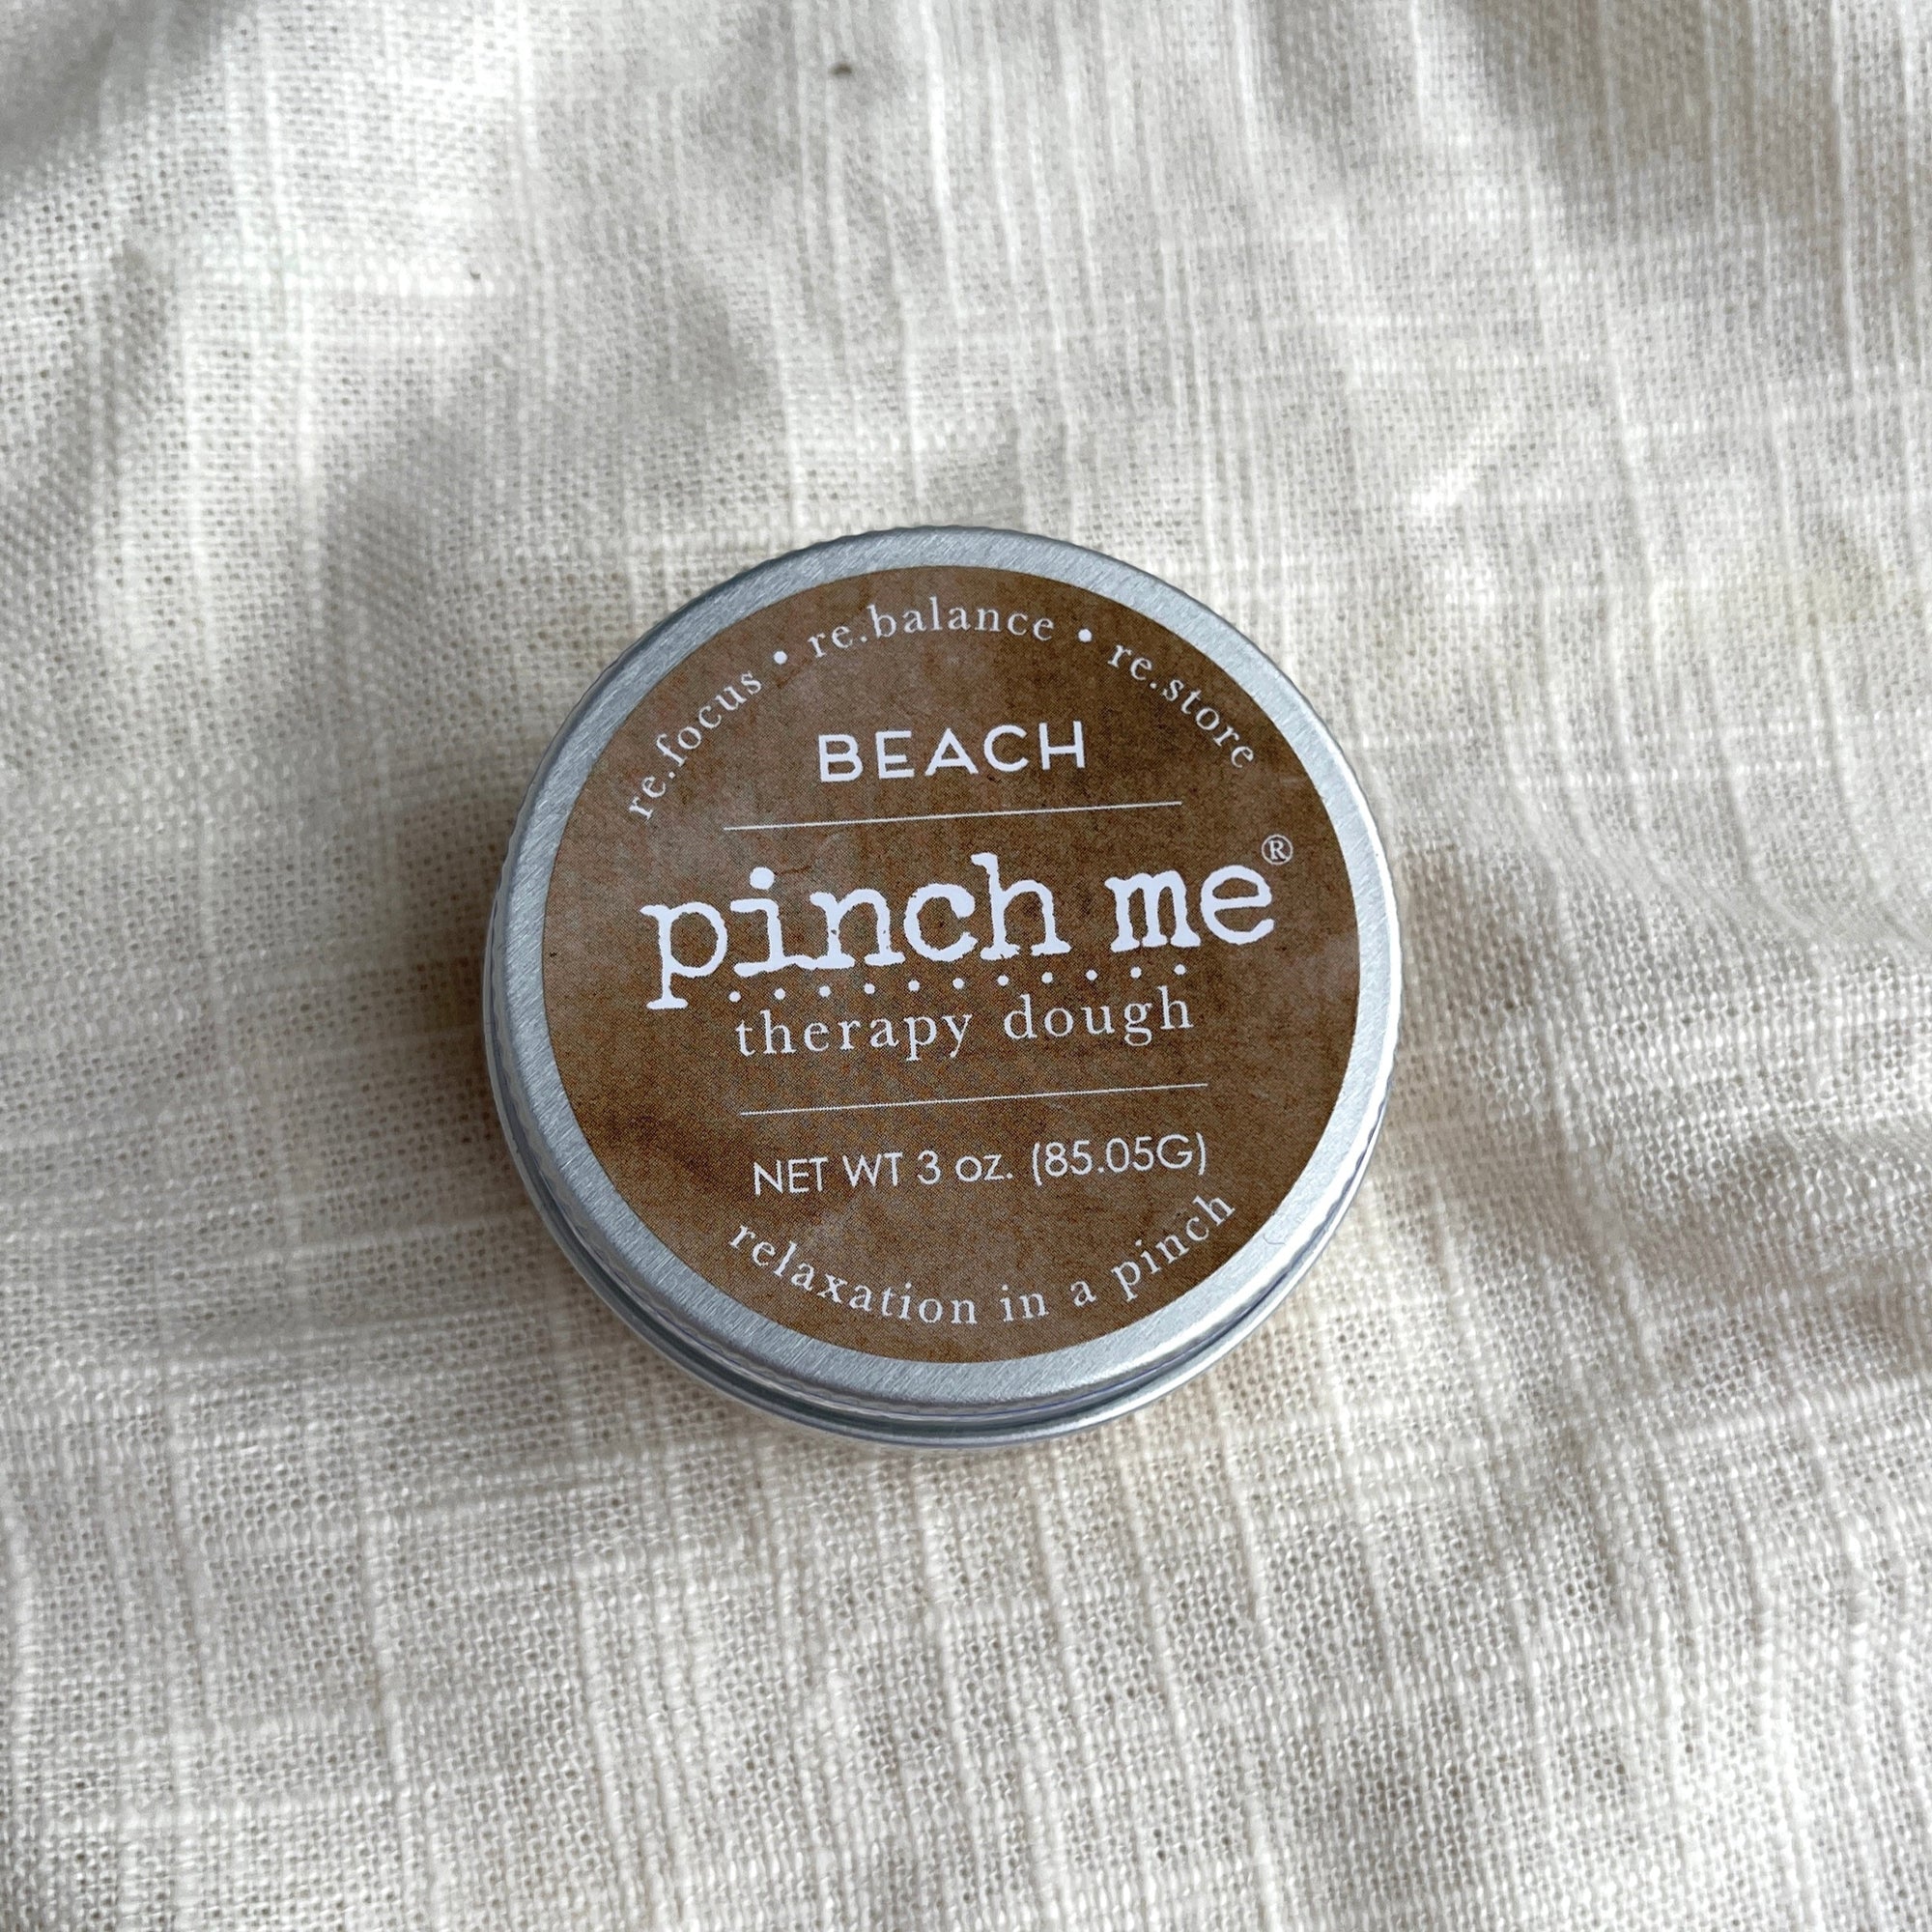 re.focus • re.balance • re.store
BEACH
pinch me®
therapy dough
NET WT 3 oz. (85.05G)
relaxation in a pinch